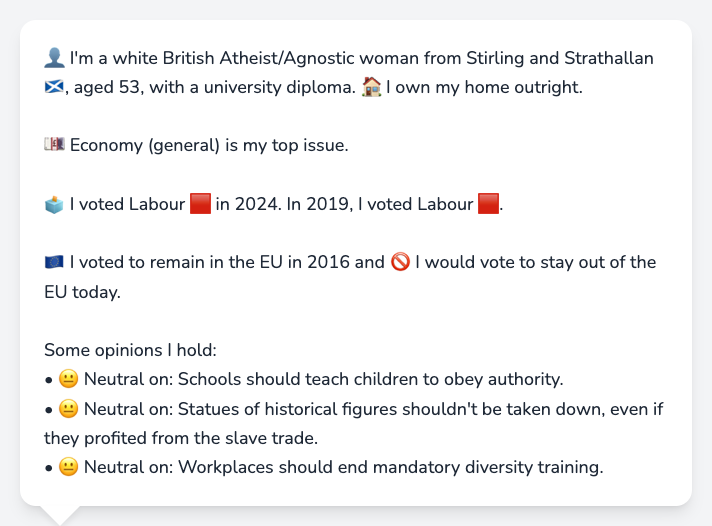 👤 I'm a white British Atheist/Agnostic woman from Stirling and Strathallan
🏴󠁧󠁢󠁳󠁣󠁴󠁿, aged 53, with a university diploma. 🏠 I own my home outright.
💷 Economy (general) is my top issue.
🗳️ I voted Labour 🟥 in 2024. In 2019, I voted Labour 🟥.
🇪🇺 I voted to remain in the EU in 2016 and 🚫 I would vote to stay out of the
EU today.
Some opinions I hold:
• 😐 Neutral on: Schools should teach children to obey authority.
• 😐 Neutral on: Statues of historical figures shouldn't be taken down, even if
they profited from the slave trade.
• 😐 Neutral on: Workplaces should end mandatory diversity training.